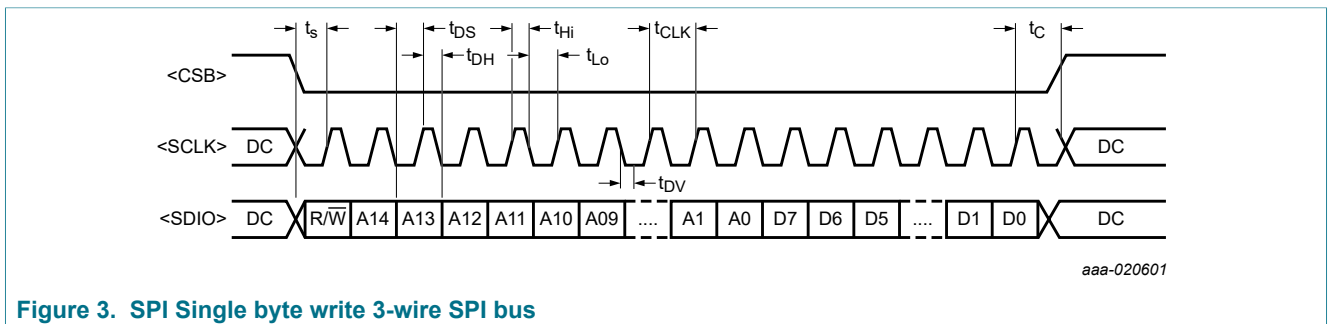 ts tDS tHi tCLK tC
tDH tLo
<CSB>
<SCLK> DC DC
tDV
<SDIO> DC R/W̅ A14 A13 A12 A11 A10 A09 .... A1 A0 D7 D6 D5 .... D1 D0 DC
aaa-020601
Figure 3. SPI Single byte write 3-wire SPI bus